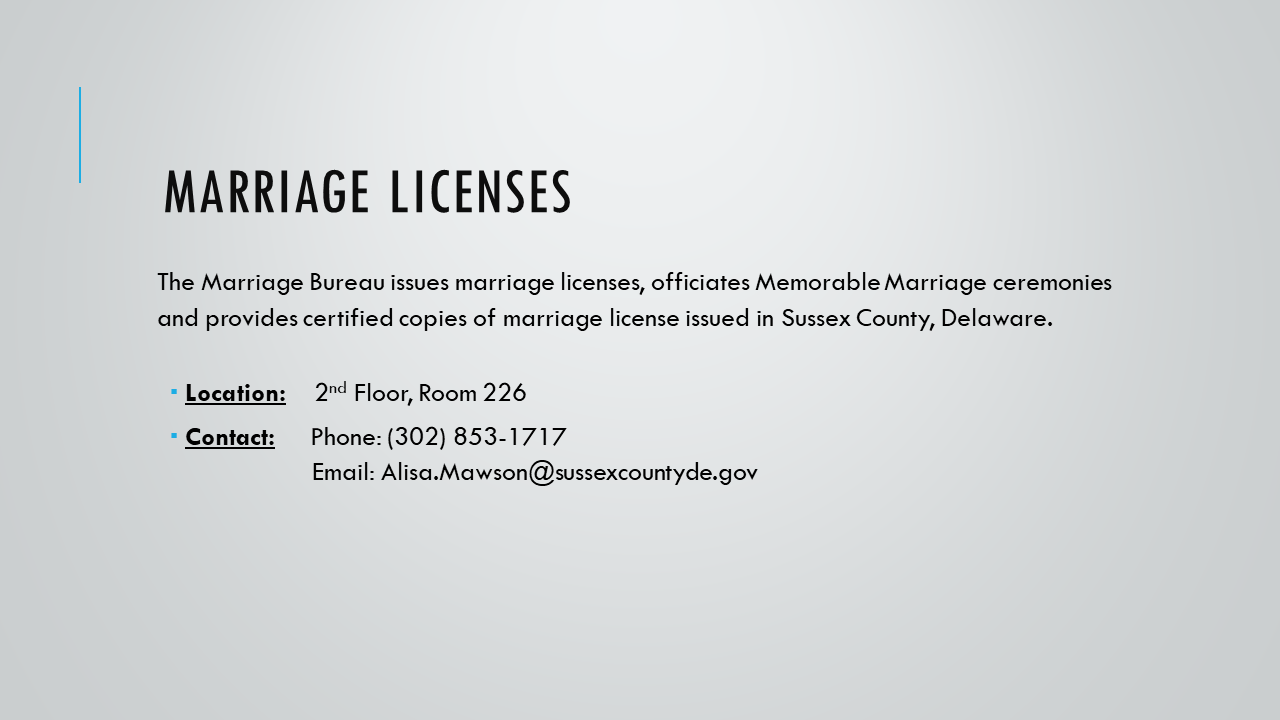 MARRIAGE LICENSES
The Marriage Bureau issues marriage licenses, officiates Memorable Marriage ceremonies
and provides certified copies of marriage license issued in Sussex County, Delaware.
▪ Location: 2nd Floor, Room 226
▪ Contact: Phone: (302) 853-1717
Email: Alisa.Mawson@sussexcountyde.gov